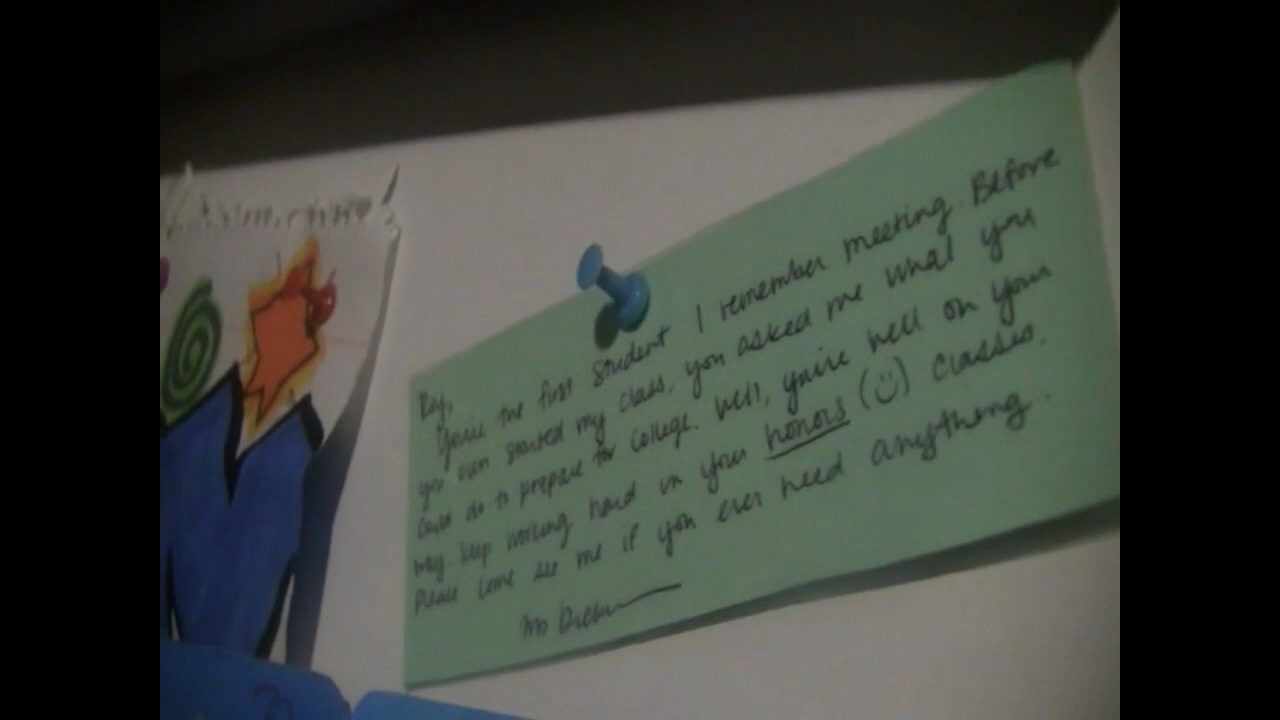 Ray,
You're the first student I remember meeting. Before
you even started my class, you asked me what you
could do to prepare for college. Well, you're well on your
way. Keep working hard in your honors (☺) classes.
Please come see me if you ever need anything.
Ms